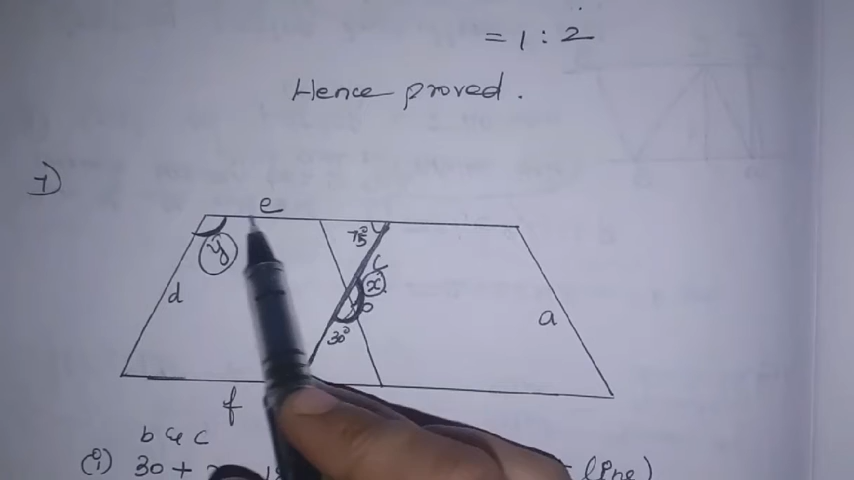 = 1 : 2
Hence proved.
7)
e
75°
y
c
x
d
a
30°
f
b & c
(i) 30 +
(line)